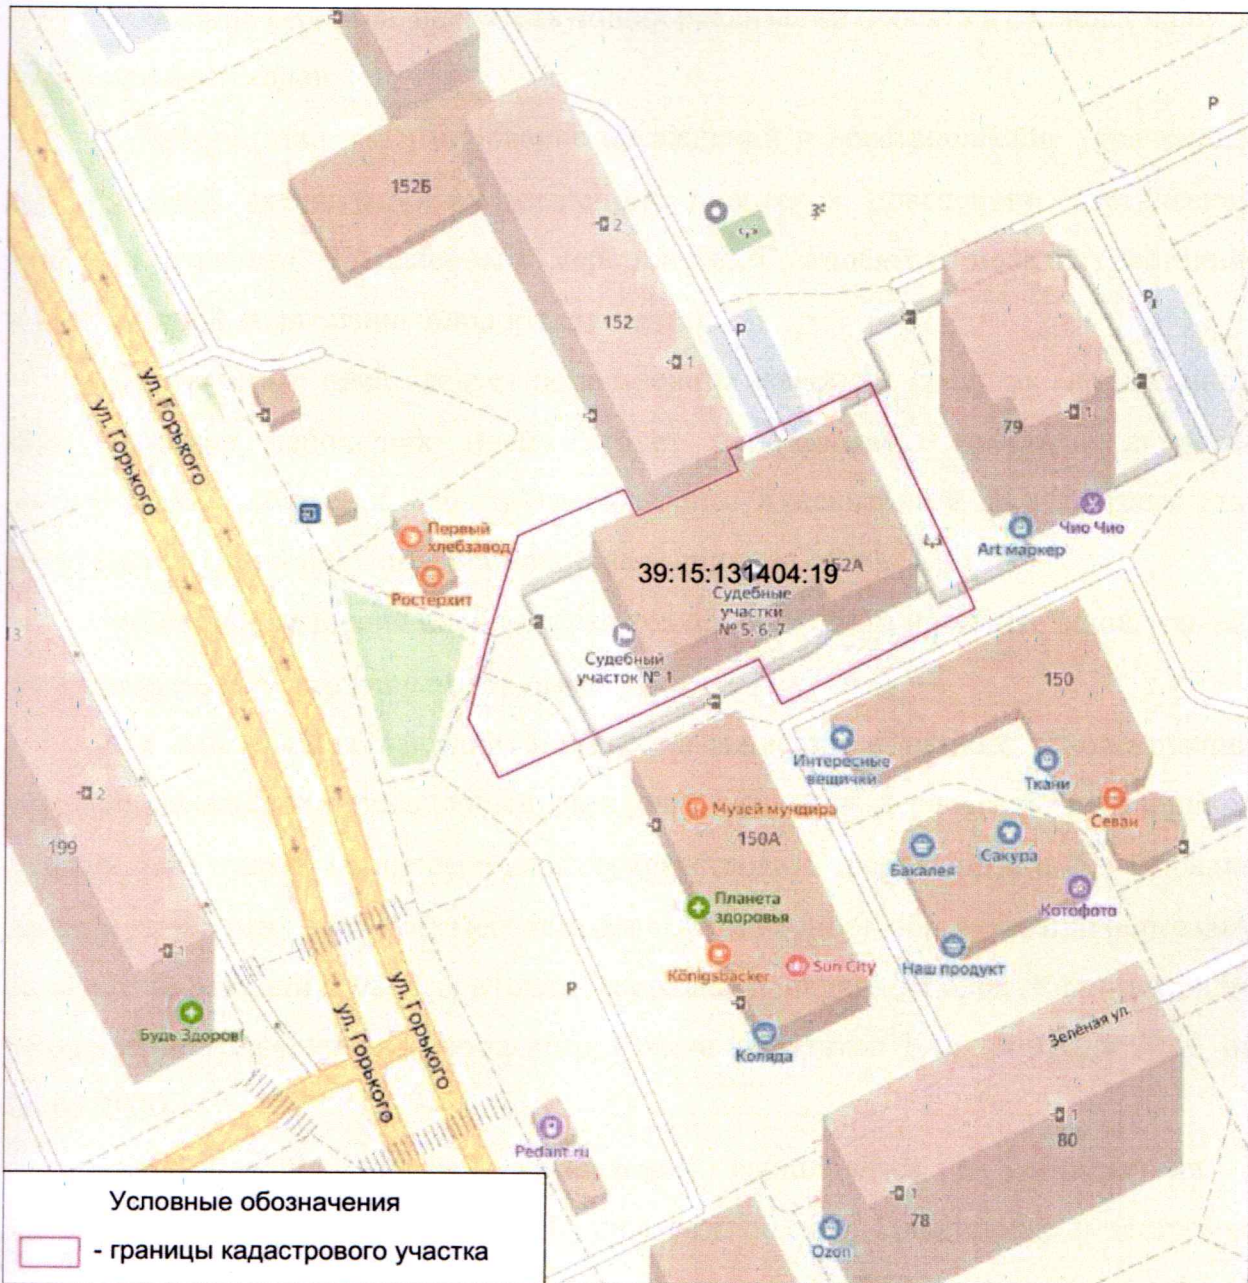 152Б
P
2
152
P
P
1
ул. Горького
ул. Горького
79
1
Чио Чио
Art маркер
Первый
хлебзавод
Ростерхит
39:15:131404:19
152А
Судебные
участки
№ 5, 6, 7
Судебный
участок № 1
3
150
Интересные
вещички
Ткани
Севан
2
199
Музей мундира
150А
Бакалея
Сакура
Котофото
Планета
здоровья
Наш продукт
1
Königsbäcker
Sun City
P
Будь Здоров!
ул. Горького
ул. Горького
Коляда
Зелёная ул.
Pedant.ru
1
80
1
78
Ozon
Условные обозначения
- границы кадастрового участка